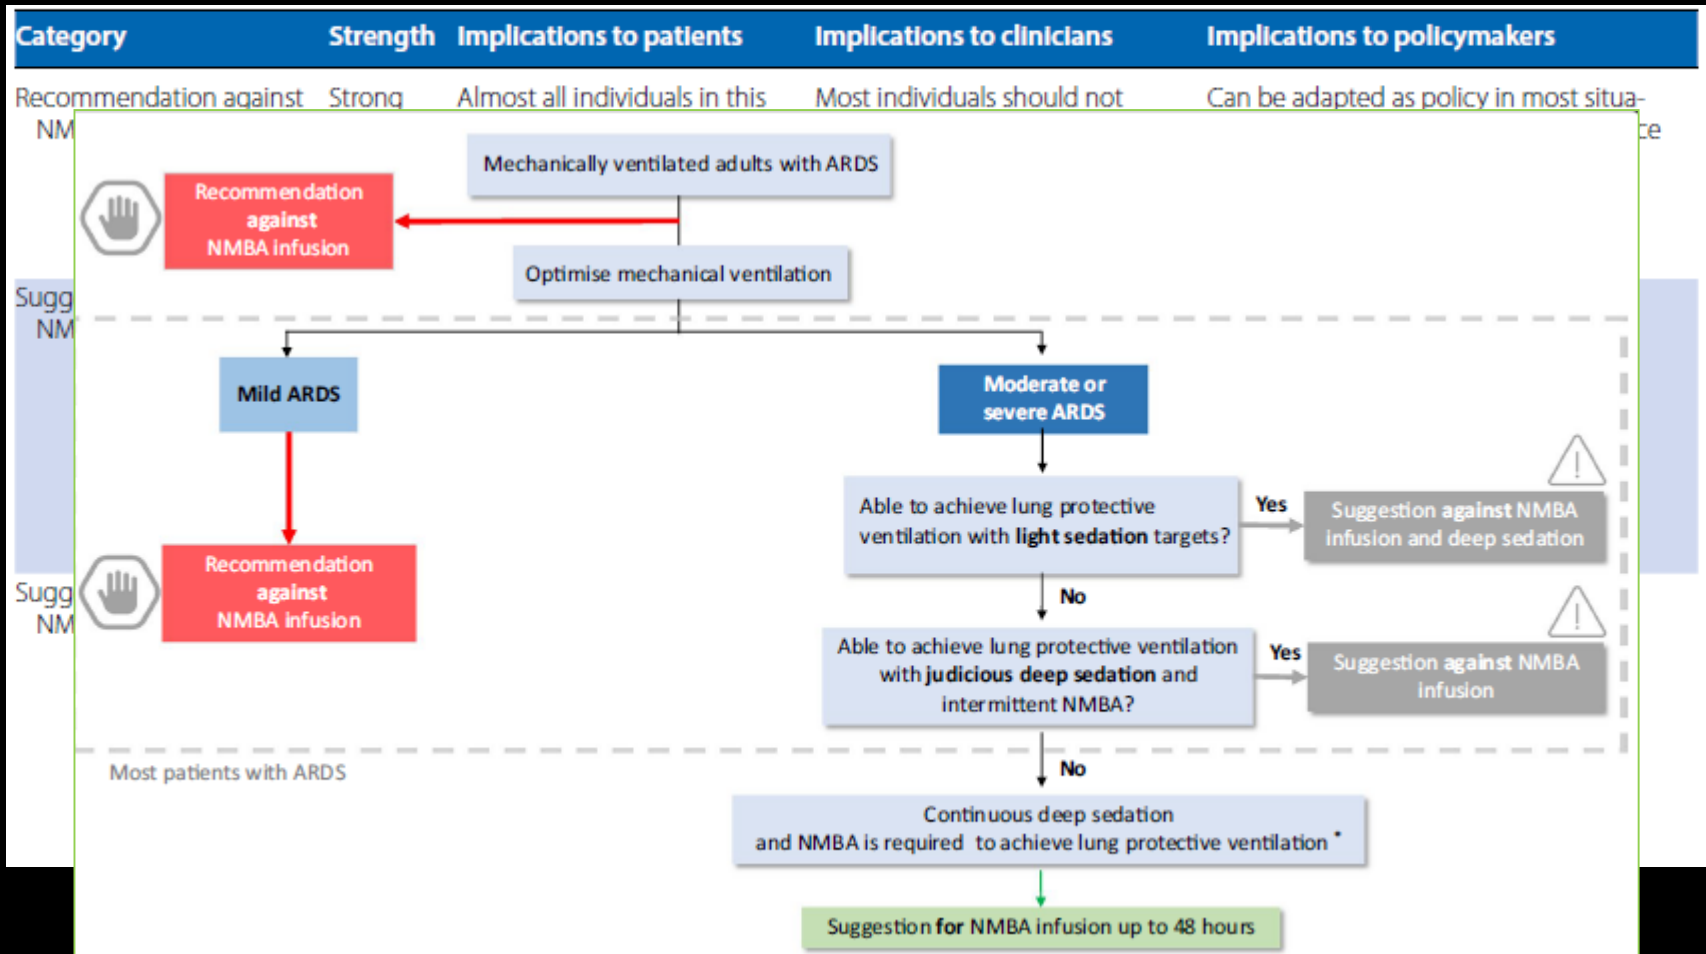 Category Strength Implications to patients Implications to clinicians Implications to policymakers
Recommendation against Strong Almost all individuals in this Most individuals should not Can be adapted as policy in most situa-
NM
Mechanically ventilated adults with ARDS
Recommendation
against
NMBA infusion
Optimise mechanical ventilation
Sugg
NM
Mild ARDS
Moderate or
severe ARDS
Able to achieve lung protective
ventilation with light sedation targets?
Yes
Suggestion against NMBA
infusion and deep sedation
Recommendation
against
NMBA infusion
Sugg
NM
No
Able to achieve lung protective ventilation
with judicious deep sedation and
intermittent NMBA?
Yes
Suggestion against NMBA
infusion
Most patients with ARDS
No
Continuous deep sedation
and NMBA is required to achieve lung protective ventilation *
Suggestion for NMBA infusion up to 48 hours